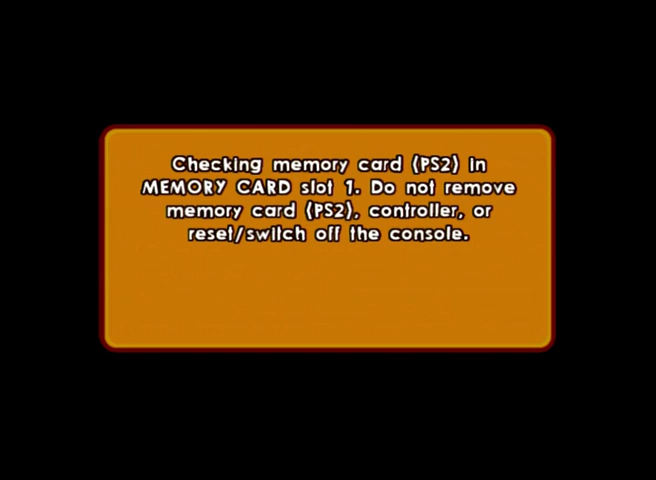 Checking memory card (PS2) in
MEMORY CARD slot 1. Do not remove
memory card (PS2), controller, or
reset/switch off the console.